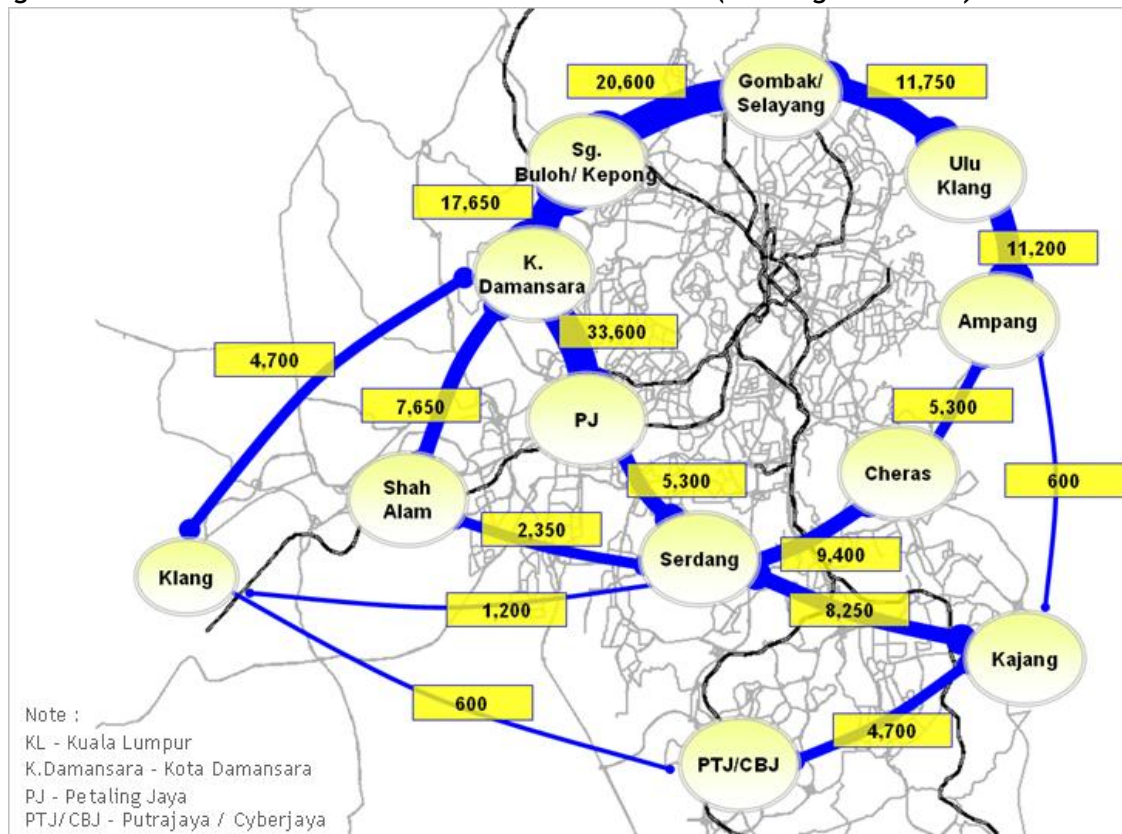 20,600
Gombak/
Selayang
11,750
Sg.
Buloh/ Kepong
Ulu
Klang
17,650
11,200
K.
Damansara
Ampang
33,600
4,700
7,650
5,300
PJ
Cheras
5,300
600
Shah
Alam
2,350
9,400
Serdang
Klang
1,200
8,250
Kajang
600
4,700
PTJ/CBJ
Note :
KL - Kuala Lumpur
K.Damansara - Kota Damansara
PJ - Petaling Jaya
PTJ/CBJ - Putrajaya / Cyberjaya